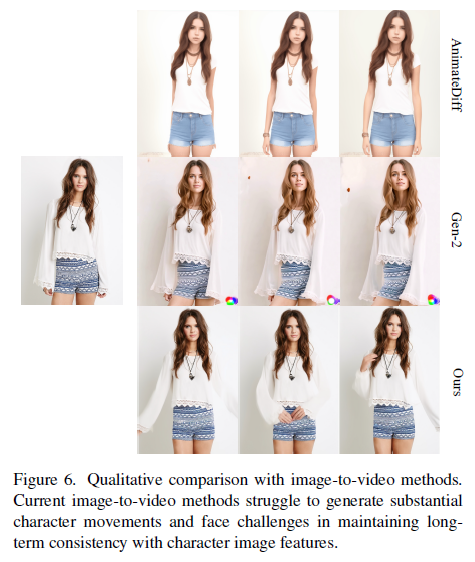 AnimateDiff
Gen-2
Ours
Figure 6. Qualitative comparison with image-to-video methods.
Current image-to-video methods struggle to generate substantial
character movements and face challenges in maintaining long-
term consistency with character image features.